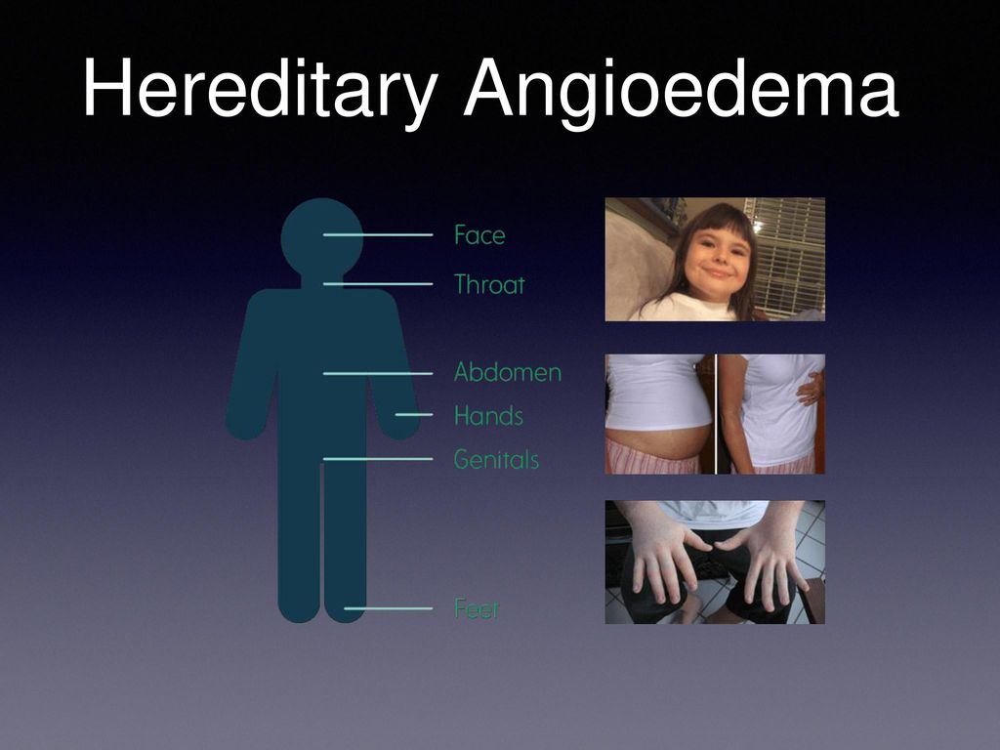 Hereditary Angioedema
Face
Throat
Abdomen
Hands
Genitals
Feet